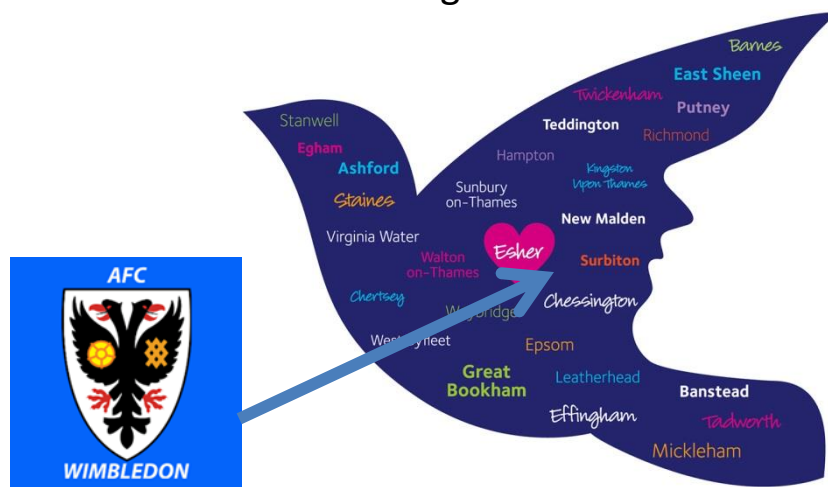 Barnes
East Sheen
Twickenham
Putney
Stanwell
Teddington
Richmond
Egham
Hampton
Ashford
Kingston
Upon Thames
Staines
Sunbury
on-Thames
New Malden
Virginia Water
Esher
Walton
on-Thames
Surbiton
AFC
Chertsey
Chessington
Epsom
Great
Bookham
Leatherhead
Banstead
Effingham
Tadworth
Mickleham
WIMBLEDON